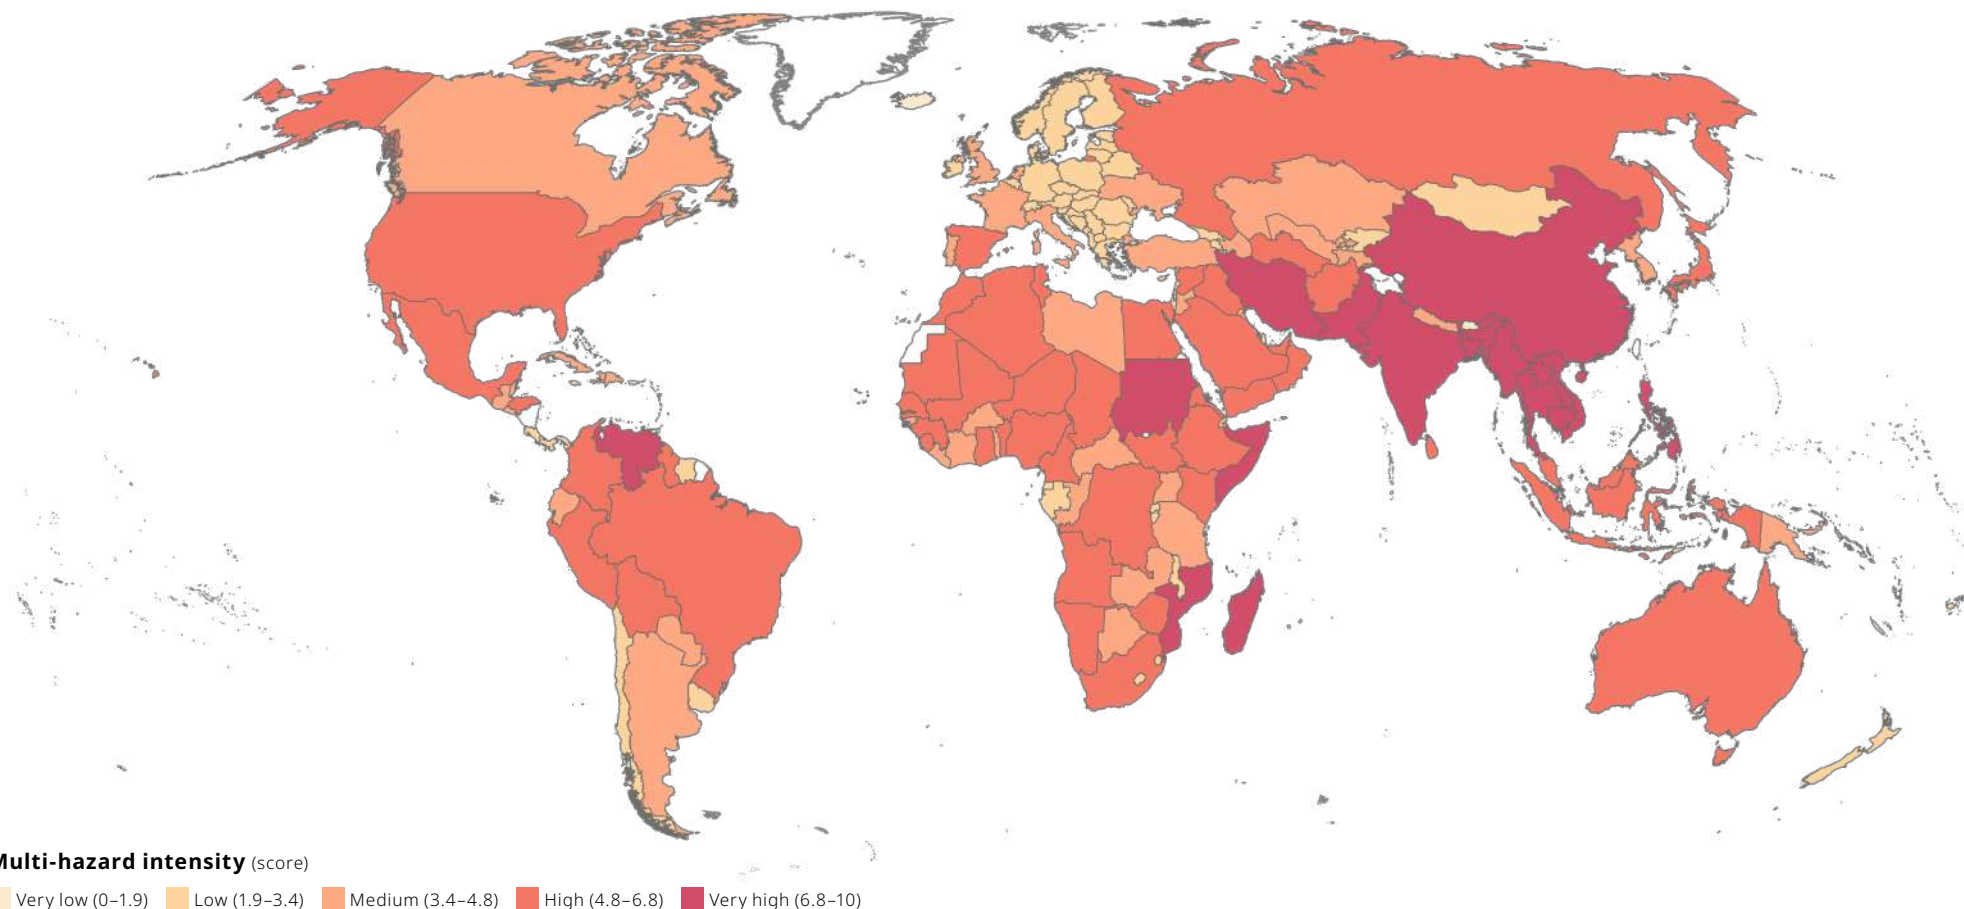 Multi-hazard intensity (score)
Very low (0–1.9) Low (1.9–3.4) Medium (3.4–4.8) High (4.8–6.8) Very high (6.8–10)